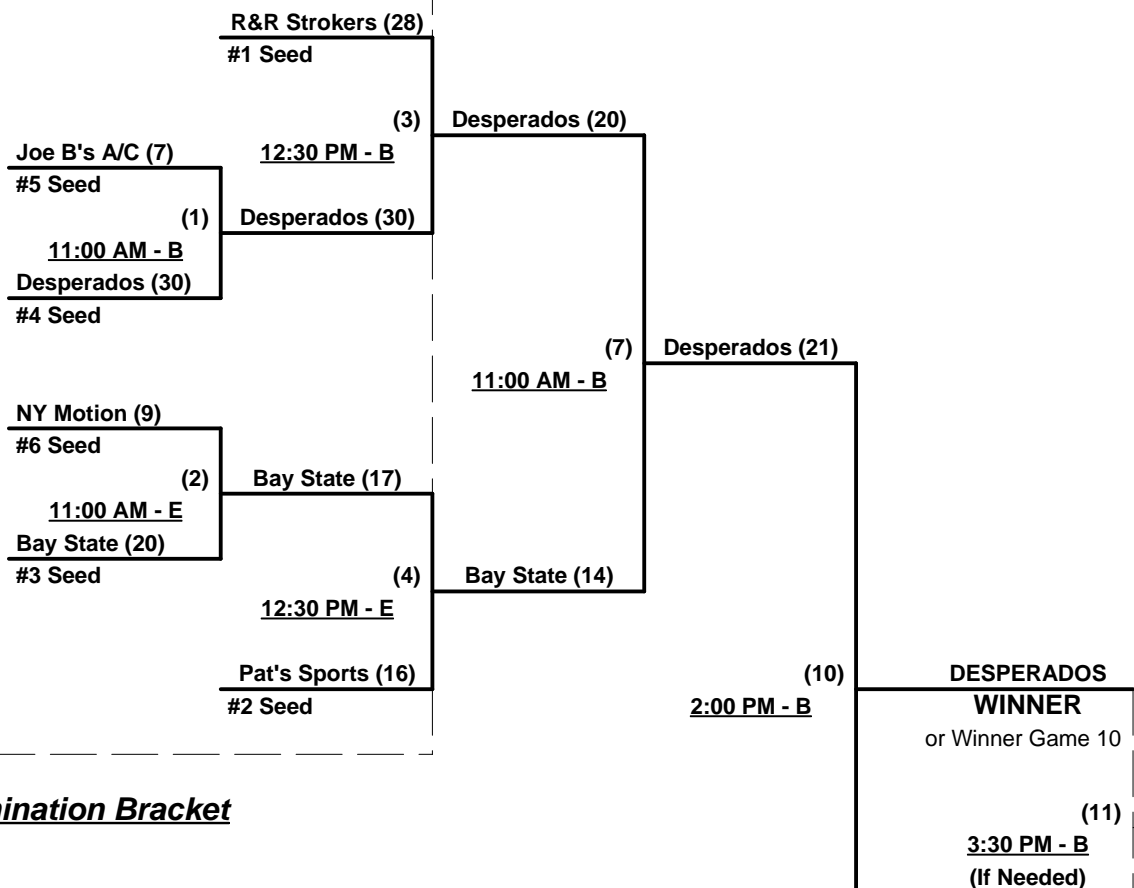 R&R Strokers (28)
#1 Seed
(3)
Desperados (20)
12:30 PM - B
Joe B's A/C (7)
#5 Seed
(1)
Desperados (30)
11:00 AM - B
Desperados (30)
#4 Seed
(7)
Desperados (21)
11:00 AM - B
NY Motion (9)
#6 Seed
(2)
Bay State (17)
11:00 AM - E
Bay State (20)
#3 Seed
(4)
Bay State (14)
12:30 PM - E
Pat's Sports (16)
#2 Seed
(10)
2:00 PM - B
DESPERADOS
WINNER
or Winner Game 10
mination Bracket
(11)
3:30 PM - B
(If Needed)